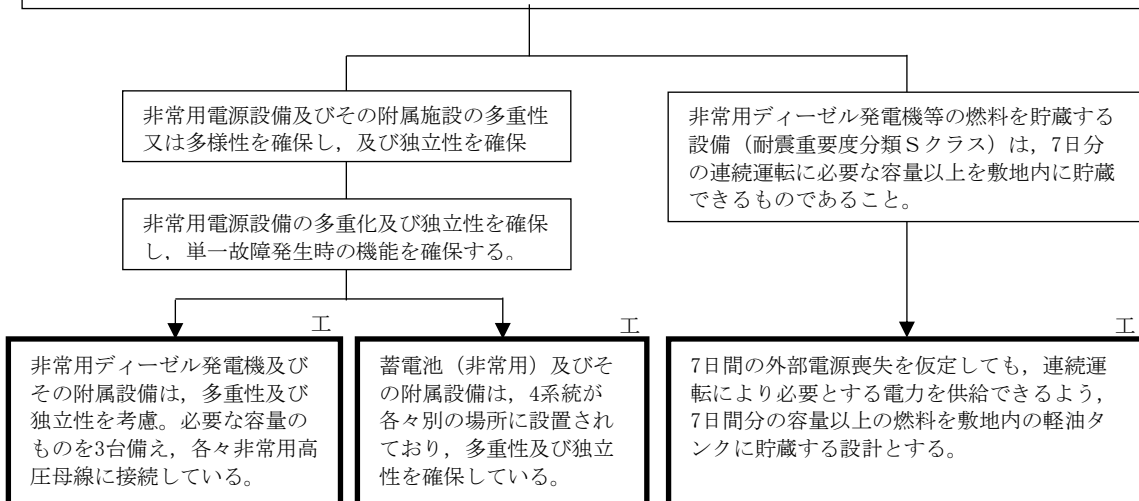 非常用電源設備及びその附属施設の多重性
又は多様性を確保し，及び独立性を確保
非常用電源設備の多重化及び独立性を確保
し，単一故障発生時の機能を確保する。
非常用ディーゼル発電機等の燃料を貯蔵する
設備（耐震重要度分類Ｓクラス）は，7日分
の連続運転に必要な容量以上を敷地内に貯蔵
できるものであること。
工
非常用ディーゼル発電機及び
その附属設備は，多重性及び
独立性を考慮。必要な容量の
ものを3台備え，各々非常用高
圧母線に接続している。
工
蓄電池（非常用）及びそ
の附属設備は，4系統が
各々別の場所に設置され
ており，多重性及び独立
性を確保している。
工
7日間の外部電源喪失を仮定しても，連続運
転により必要とする電力を供給できるよう，
7日間分の容量以上の燃料を敷地内の軽油タ
ンクに貯蔵する設計とする。